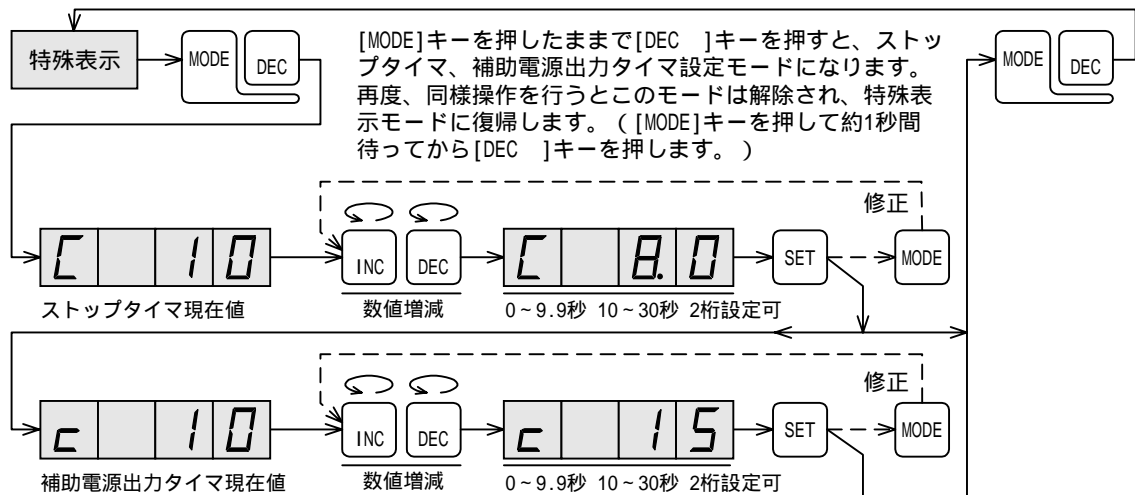 特殊表示
MODE
DEC
[MODE]キーを押したままで[DEC　]キーを押すと、ストッ
プタイマ、補助電源出力タイマ設定モードになります。
再度、同様操作を行うとこのモードは解除され、特殊表
示モードに復帰します。（[MODE]キーを押して約1秒間
待ってから[DEC　]キーを押します。）
MODE
DEC
修正
C 10
INC
DEC
C 8.0
SET
MODE
ストップタイマ現在値
数値増減
0~9.9秒 10~30秒 2桁設定可
修正
c 10
INC
DEC
c 15
SET
MODE
補助電源出力タイマ現在値
数値増減
0~9.9秒 10~30秒 2桁設定可